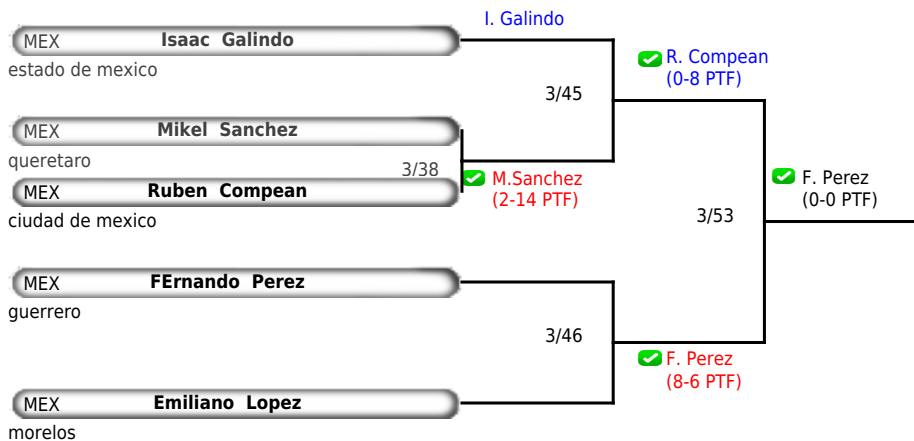 I. Galindo
MEX Isaac Galindo
estado de mexico
R. Compean
(0-8 PTF)
3/45
MEX Mikel Sanchez
queretaro
3/38
M.Sanchez
(2-14 PTF)
MEX Ruben Compean
ciudad de mexico
F. Perez
(0-0 PTF)
3/53
MEX FErnando Perez
guerrero
3/46
F. Perez
(8-6 PTF)
MEX Emiliano Lopez
morelos